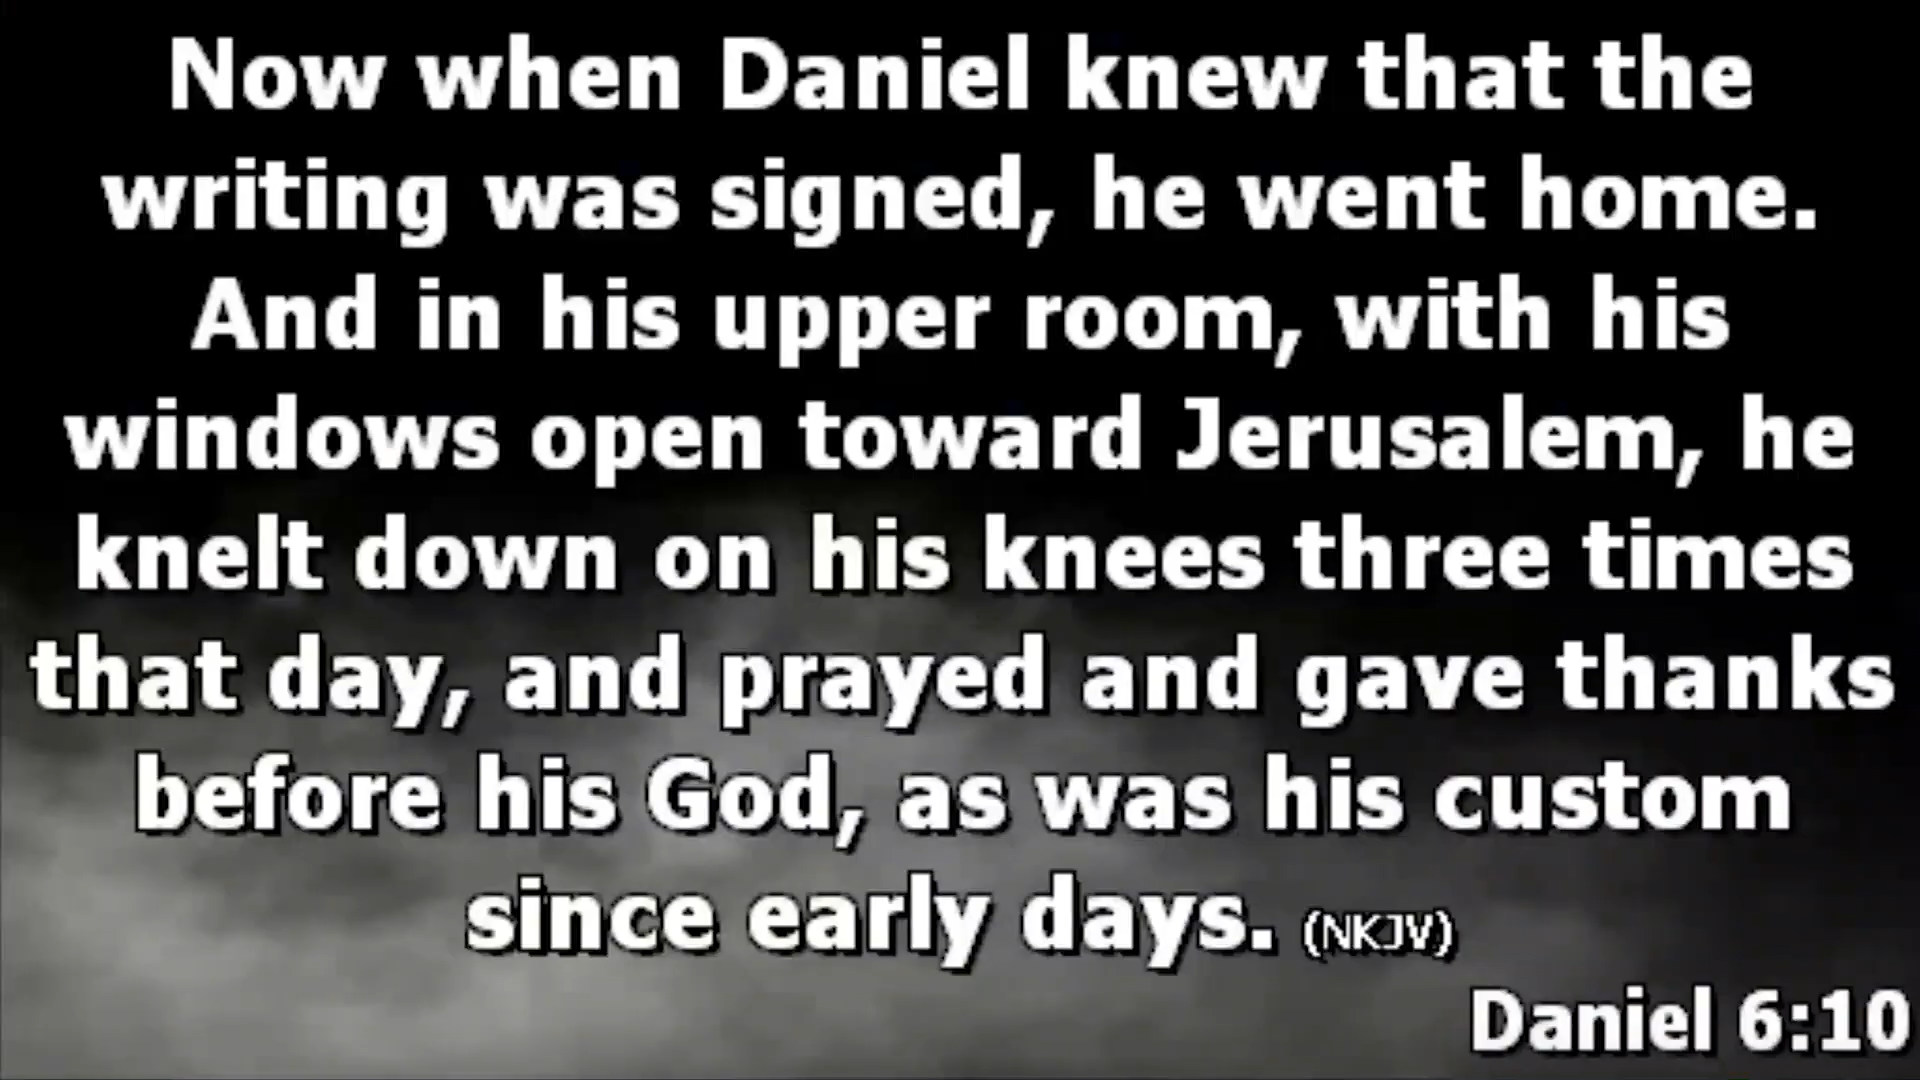 Now when Daniel knew that the
writing was signed, he went home.
And in his upper room, with his
windows open toward Jerusalem, he
knelt down on his knees three times
that day, and prayed and gave thanks
before his God, as was his custom
since early days. (NKJV)
Daniel 6:10